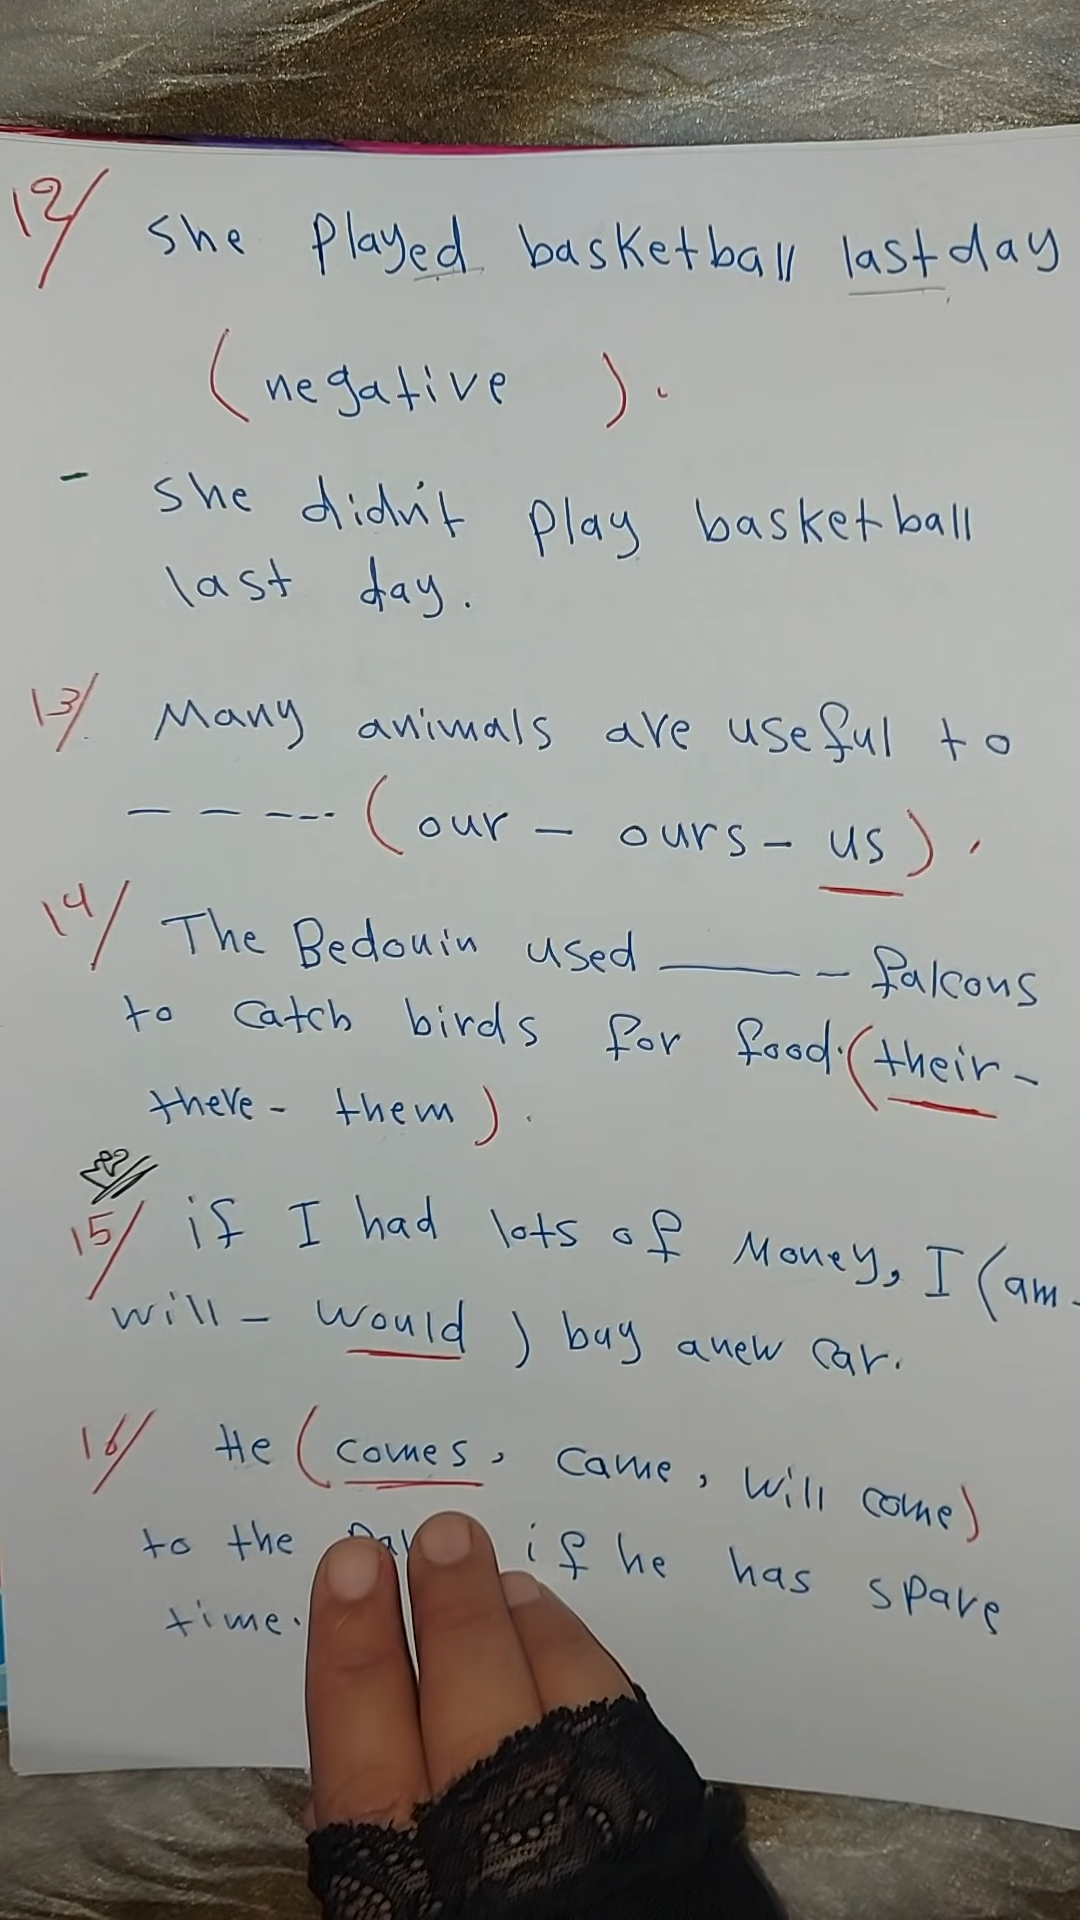 12/ She played basketball last day
(negative).
- She didn't play basketball
last day.
13/ Many animals are useful to
----- (our - ours - us).
14/ The Bedouin used ----- falcons
to catch birds for food. (their -
there - them).
15/ if I had lots of Money, I (am -
will - would) buy anew car.
16/ He (comes, came, will come)
to the if he has spare
time.